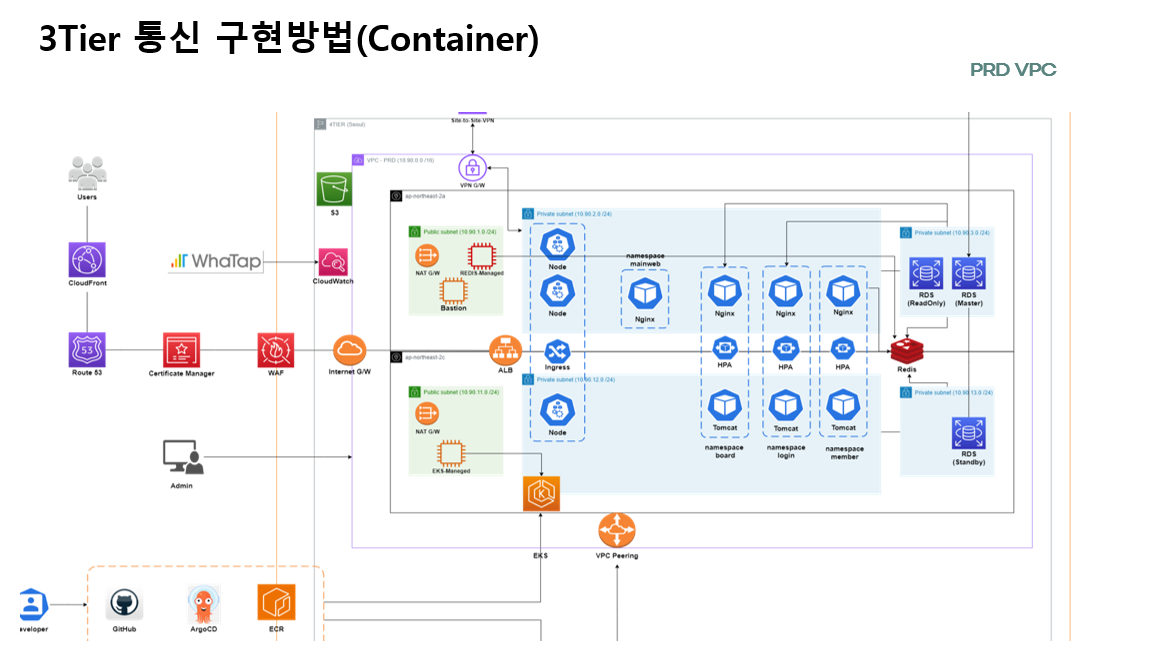 3Tier 통신 구현방법(Container)
PRD VPC
Site-to-Site-VPN
4TIER (Seoul)
VPC - PRD (10.90.0.0 /16)
VPN G/W
Users
S3
ap-northeast-2a
Private subnet (10.90.2.0 /24)
Public subnet (10.90.1.0 /24)
Private subnet (10.90.3.0 /24)
CloudFront
WhaTap
CloudWatch
NAT G/W
REDIS-Managed
Bastion
Node
Node
namespace
mainweb
Nginx
Nginx
Nginx
Nginx
RDS
(ReadOnly)
RDS
(Master)
53
Route 53
Certificate Manager
WAF
Internet G/W
ap-northeast-2c
ALB
Ingress
HPA
HPA
HPA
Redis
Private subnet (10.90.12.0 /24)
Public subnet (10.90.11.0 /24)
Private subnet (10.90.13.0 /24)
NAT G/W
EKS-Managed
Node
Tomcat
Tomcat
Tomcat
namespace
board
namespace
login
namespace
member
RDS
(Standby)
Admin
K
EKS
VPC Peering
eveloper
GitHub
ArgoCD
ECR